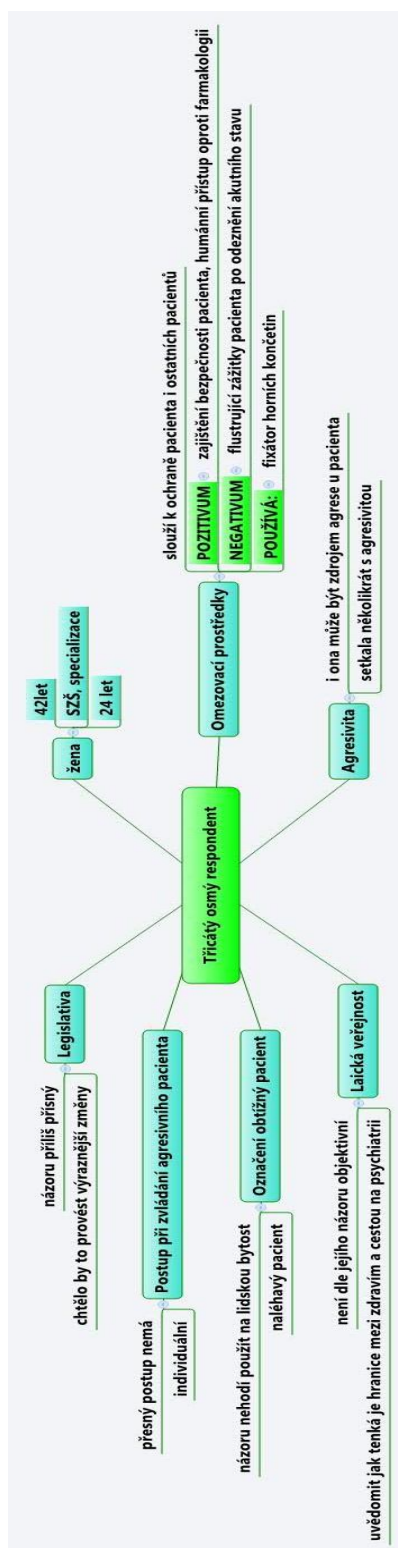 Třicátý osmý respondent
žena
42let
SZŠ, specializace
24 let
Omezovací prostředky
slouží k ochraně pacienta i ostatních pacientů
POZITIVUM zajištění bezpečnosti pacienta, humánní přístup oproti farmakologii
NEGATIVUM flustrující zážitky pacienta po odeznění akutního stavu
POUŽÍVÁ: fixátor horních končetin
Agresivita
i ona může být zdrojem agrese u pacienta
setkala několikrát s agresivitou
Legislativa
názoru příliš přísný
chtělo by to provést výraznější změny
Postup při zvládání agresivního pacienta
přesný postup nemá
individuální
Označení obtížný pacient
názoru nehodí použít na lidskou bytost
naléhavý pacient
Laická veřejnost
není dle jejího názoru objektivní
uvědomit jak tenká je hranice mezi zdravím a cestou na psychiatrii